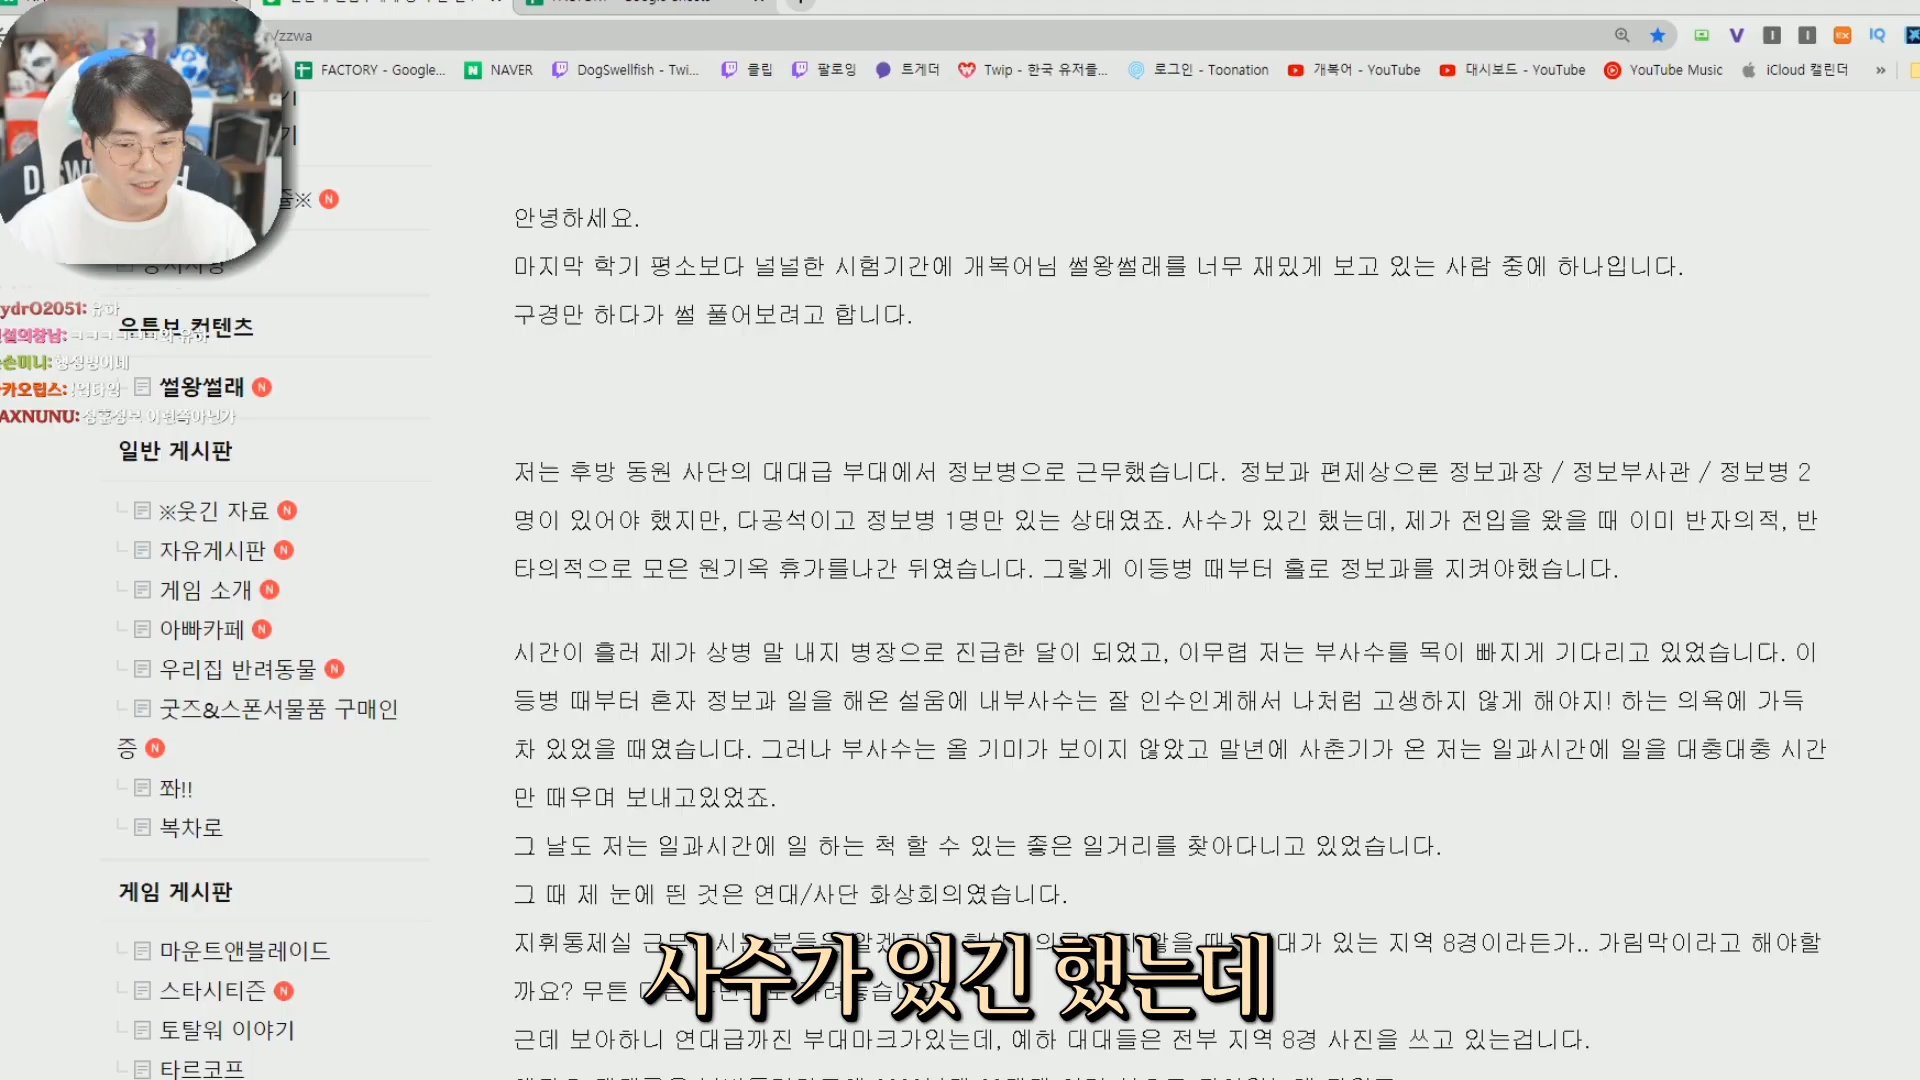 /zzwa
FACTORY - Google...
NAVER
DogSwellfish - Twi...
클립
팔로잉
트게더
Twip - 한국 유저들...
로그인 - Toonation
개복어 - YouTube
대시보드 - YouTube
YouTube Music
iCloud 캘린더
»
안녕하세요.
마지막 학기 평소보다 널널한 시험기간에 개복어님 썰왕썰래를 너무 재밌게 보고 있는 사람 중에 하나입니다.
구경만 하다가 썰 풀어보려고 합니다.
저는 후방 동원 사단의 대대급 부대에서 정보병으로 근무했습니다. 정보과 편제상으론 정보과장 / 정보부사관 / 정보병 2
명이 있어야 했지만, 다공석이고 정보병 1명만 있는 상태였죠. 사수가 있긴 했는데, 제가 전입을 왔을 때 이미 반자의적, 반
타의적으로 모은 원기옥 휴가를나간 뒤였습니다. 그렇게 이등병 때부터 홀로 정보과를 지켜야했습니다.
시간이 흘러 제가 상병 말 내지 병장으로 진급한 달이 되었고, 이무렵 저는 부사수를 목이 빠지게 기다리고 있었습니다. 이
등병 때부터 혼자 정보과 일을 해온 설움에 내부사수는 잘 인수인계해서 나처럼 고생하지 않게 해야지! 하는 의욕에 가득
차 있었을 때였습니다. 그러나 부사수는 올 기미가 보이지 않았고 말년에 사춘기가 온 저는 일과시간에 일을 대충대충 시간
만 때우며 보내고있었죠.
그 날도 저는 일과시간에 일 하는 척 할 수 있는 좋은 일거리를 찾아다니고 있었습니다.
그 때 제 눈에 띈 것은 연대/사단 화상회의였습니다.
지휘통제실 않을 있는 지역 8경이라든가.. 가림막이라고 해야할
까요? 무튼
근데 보아하니 연대급까진 부대마크가있는데, 예하 대대들은 전부 지역 8경 사진을 쓰고 있는겁니다.
사수가 있긴 했는데
ydrO2051: 유하
유튜브 컨텐츠
썰왕썰래 N
AXNUNU:
일반 게시판
※웃긴 자료 N
자유게시판 N
게임 소개 N
아빠카페 N
우리집 반려동물 N
굿즈&스폰서물품 구매인
증 N
쫘!!
복차로
게임 게시판
마운트앤블레이드
스타시티즌 N
토탈워 이야기
타르코프